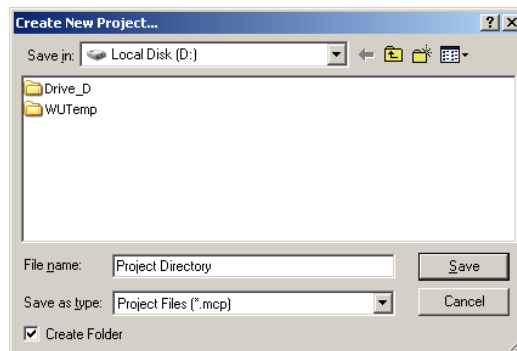 Create New Project...
Save in: Local Disk (D:)
Drive_D
WUTemp
File name: Project Directory Save
Save as type: Project Files (*.mcp) Cancel
Create Folder